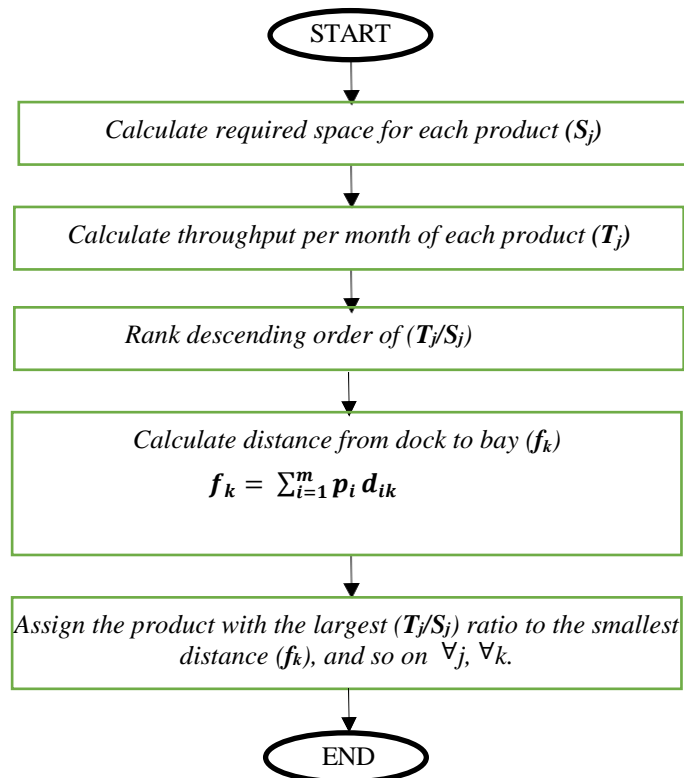 START
Calculate required space for each product (Sj)
Calculate throughput per month of each product (Tj)
Rank descending order of (Tj/Sj)
Calculate distance from dock to bay (fk)
fk = ∑ᵢ₌₁ᵐ pᵢ dᵢₖ
Assign the product with the largest (Tj/Sj) ratio to the smallest
distance (fk), and so on ∀j, ∀k.
END